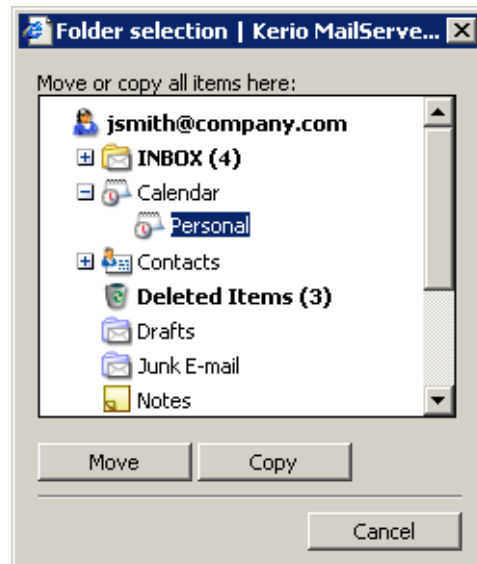 Folder selection | Kerio MailServe...
Move or copy all items here:
jsmith@company.com
INBOX (4)
Calendar
Personal
Contacts
Deleted Items (3)
Drafts
Junk E-mail
Notes
Move Copy
Cancel